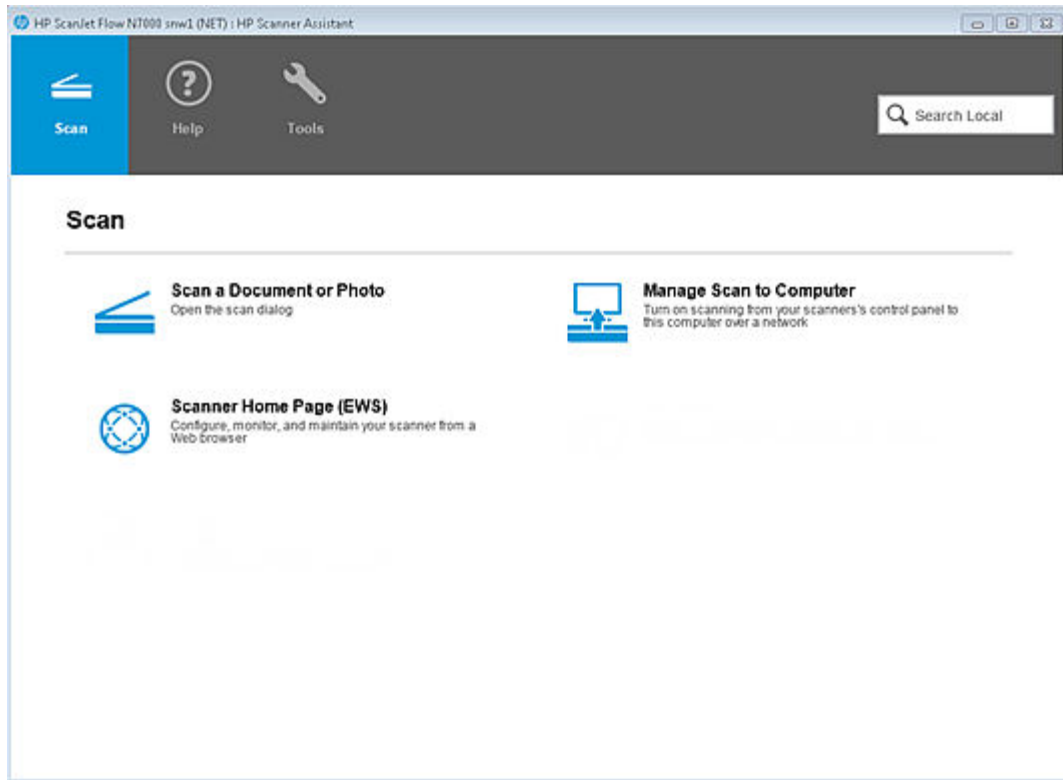 HP ScanJet Flow N7000 snw1 (NET) : HP Scanner Assistant
Scan
Help
Tools
Search Local
Scan
Scan a Document or Photo
Open the scan dialog
Manage Scan to Computer
Turn on scanning from your scanners's control panel to
this computer over a network
Scanner Home Page (EWS)
Configure, monitor, and maintain your scanner from a
Web browser